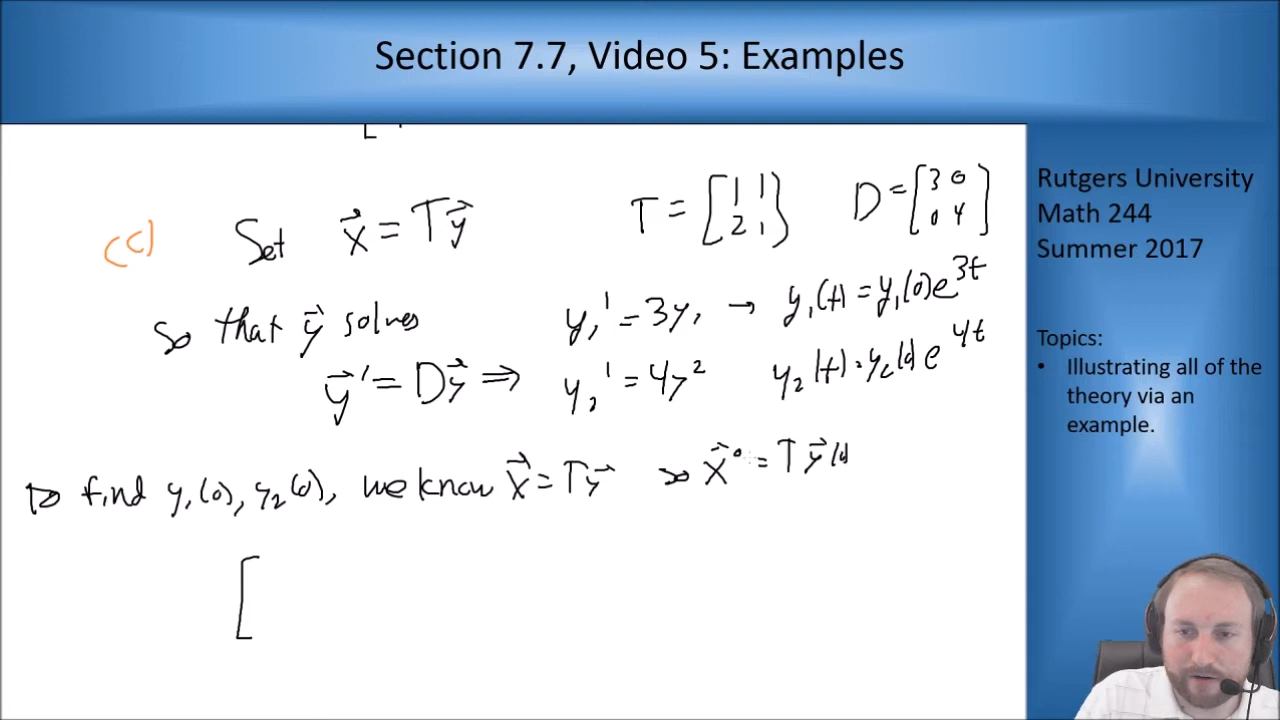 Section 7.7, Video 5: Examples
(c) Set x⃗ = Ty⃗ T = [1 1; 2 1] D = [3 0; 0 4]
So that y⃗ solves y₁' = 3y₁ → y₁(t) = y₁(0)e^{3t}
y⃗' = Dy⃗ ⇒ y₂' = 4y² y₂(t) = y₂(0)e^{4t}
To find y₁(0), y₂(0), we know x⃗ = Ty⃗ so x⃗⁰ = Ty⃗(0)
[
Rutgers University
Math 244
Summer 2017
Topics:
• Illustrating all of the
theory via an
example.